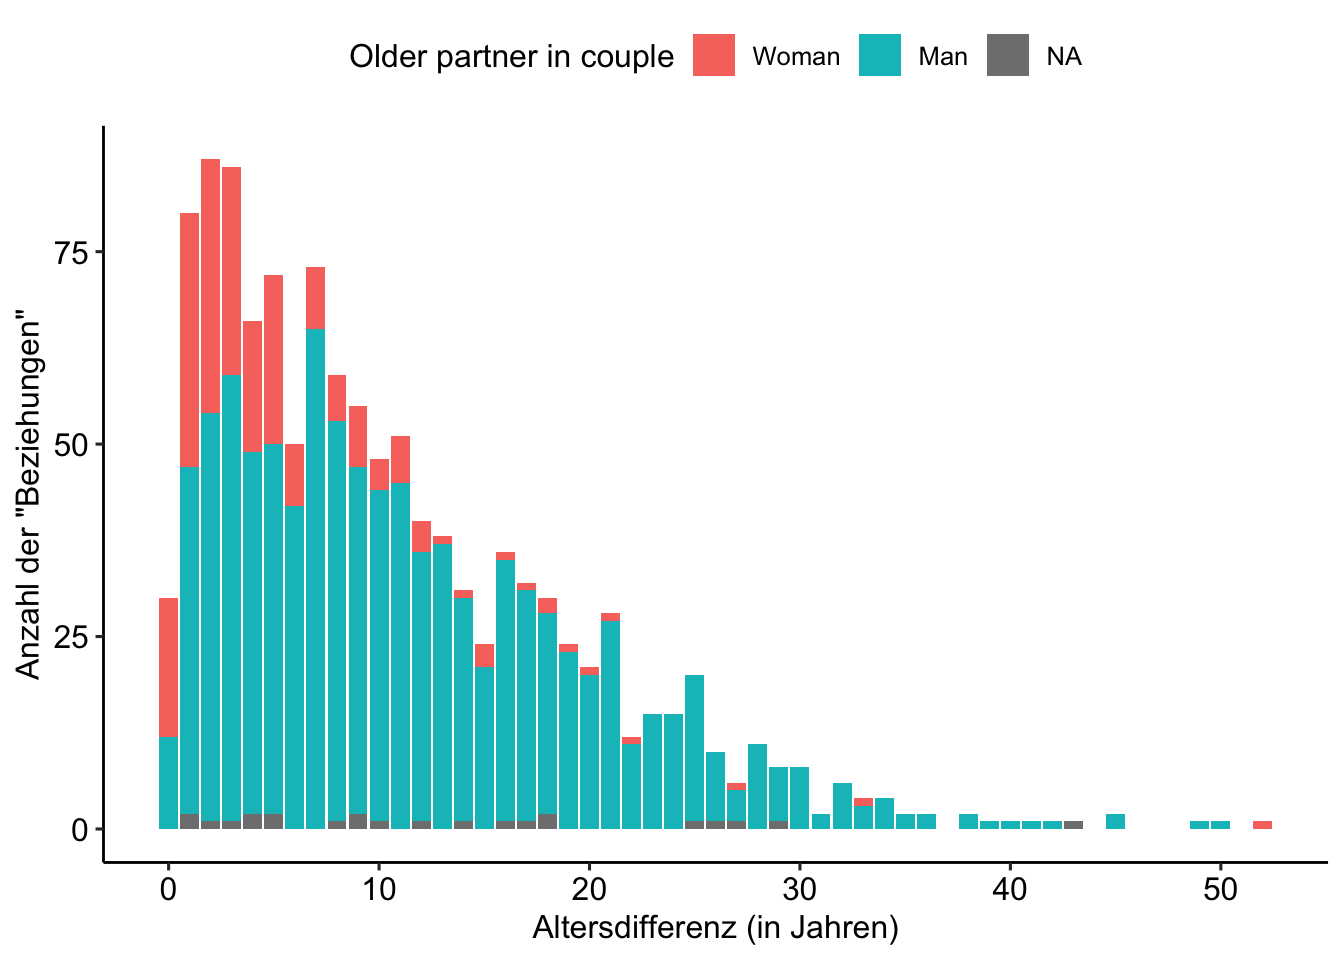 Older partner in couple Woman Man NA
75
50
25
0
Anzahl der "Beziehungen"
0 10 20 30 40 50
Altersdifferenz (in Jahren)